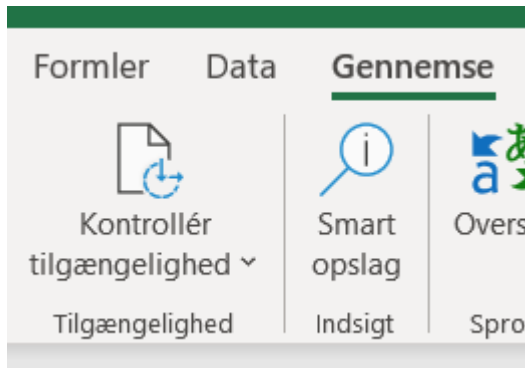 Formler Data Gennemse
Kontrollér
tilgængelighed
Smart
opslag
Tilgængelighed
Indsigt